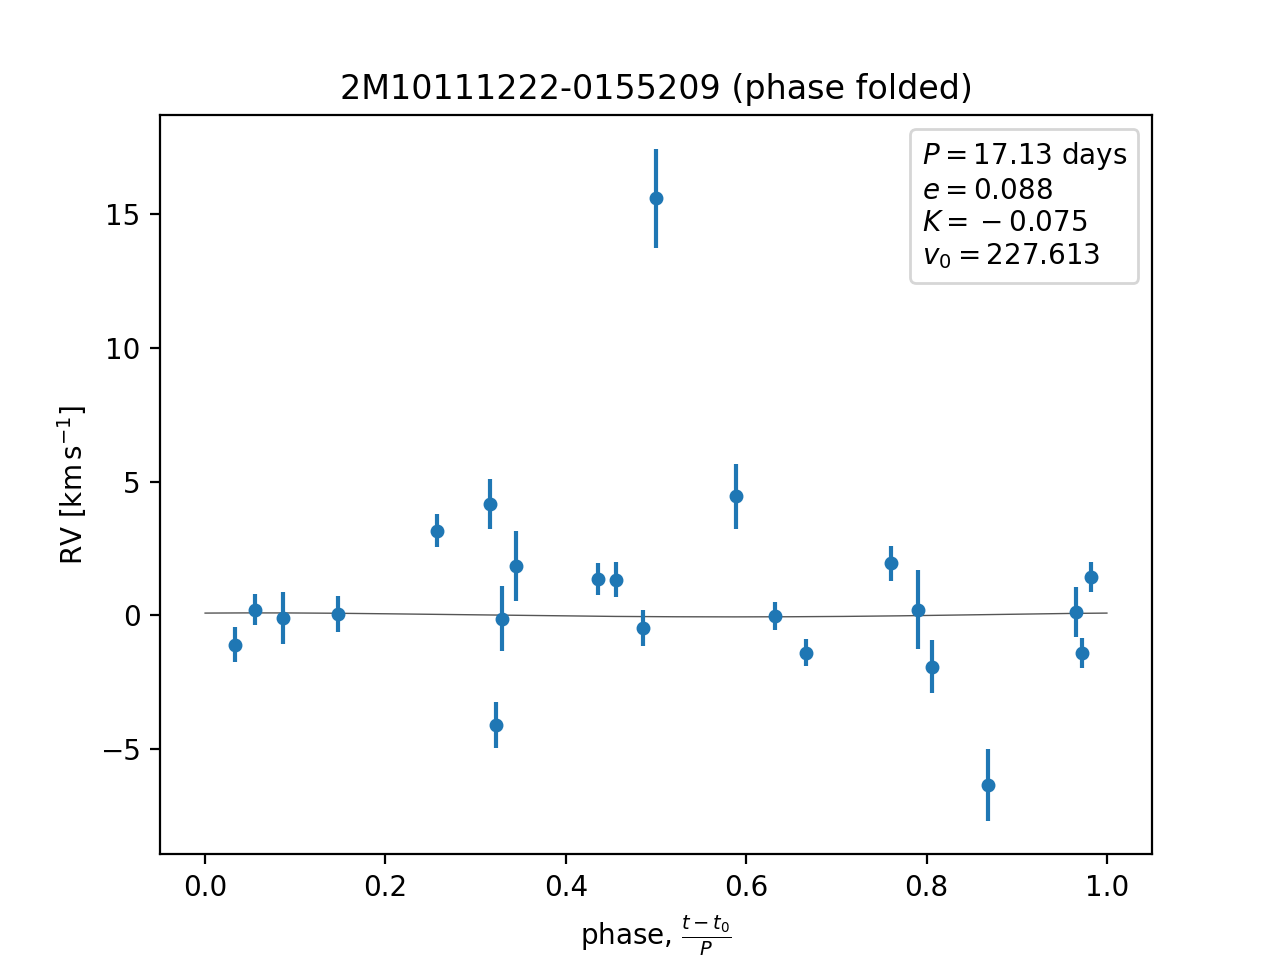 2M10111222-0155209 (phase folded)
P = 17.13 days
e = 0.088
K = −0.075
v₀ = 227.613
15
10
5
0
−5
RV [km s⁻¹]
0.0 0.2 0.4 0.6 0.8 1.0
phase, (t − t₀)/P